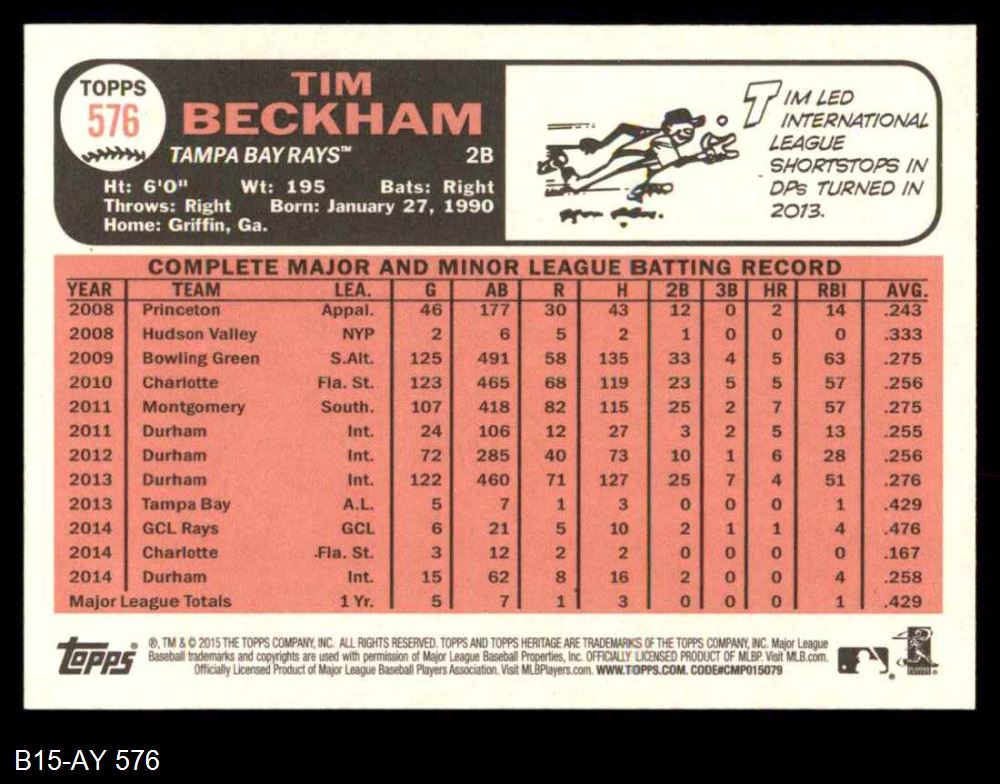 TOPPS
576
TIM
BECKHAM
TAMPA BAY RAYS™ 2B
Ht: 6'0" Wt: 195 Bats: Right
Throws: Right Born: January 27, 1990
Home: Griffin, Ga.
TIM LED
INTERNATIONAL
LEAGUE
SHORTSTOPS IN
DPs TURNED IN
2013.
COMPLETE MAJOR AND MINOR LEAGUE BATTING RECORD
YEAR TEAM LEA. G AB R H 2B 3B HR RBI AVG.
2008 Princeton Appal. 46 177 30 43 12 0 2 14 .243
2008 Hudson Valley NYP 2 6 5 2 1 0 0 0 .333
2009 Bowling Green S.Alt. 125 491 58 135 33 4 5 63 .275
2010 Charlotte Fla. St. 123 465 68 119 23 5 5 57 .256
2011 Montgomery South. 107 418 82 115 25 2 7 57 .275
2011 Durham Int. 24 106 12 27 3 2 5 13 .255
2012 Durham Int. 72 285 40 73 10 1 6 28 .256
2013 Durham Int. 122 460 71 127 25 7 4 51 .276
2013 Tampa Bay A.L. 5 7 1 3 0 0 0 1 .429
2014 GCL Rays GCL 6 21 5 10 2 1 1 4 .476
2014 Charlotte Fla. St. 3 12 2 2 0 0 0 0 .167
2014 Durham Int. 15 62 8 16 2 0 0 4 .258
Major League Totals 1 Yr. 5 7 1 3 0 0 0 1 .429
Topps
®, TM & © 2015 THE TOPPS COMPANY, INC. ALL RIGHTS RESERVED. TOPPS AND TOPPS HERITAGE ARE TRADEMARKS OF THE TOPPS COMPANY, INC. Major League
Baseball trademarks and copyrights are used with permission of Major League Baseball Properties, Inc. OFFICIALLY LICENSED PRODUCT OF MLBP. Visit MLB.com.
Officially Licensed Product of Major League Baseball Players Association. Visit MLBPlayers.com. WWW.TOPPS.COM. CODE#CMP015079
B15-AY 576